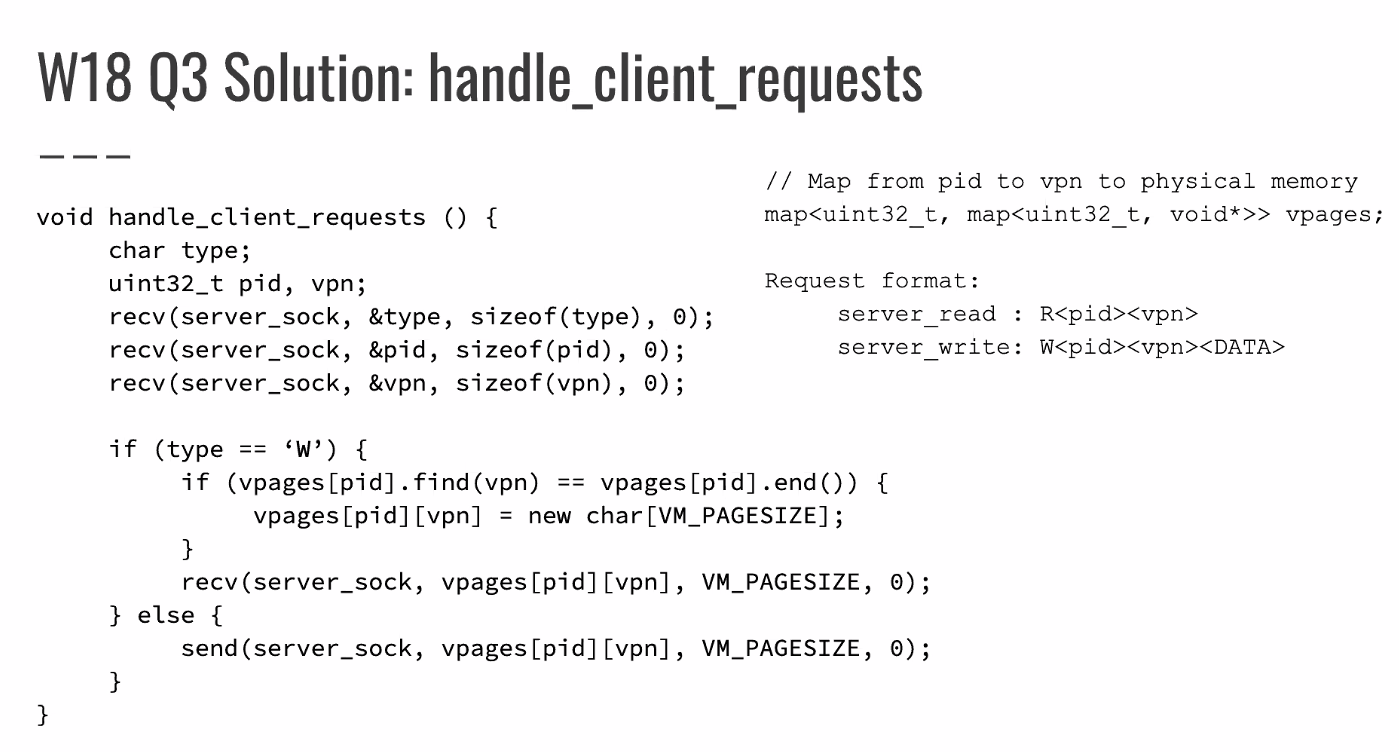 W18 Q3 Solution: handle_client_requests
void handle_client_requests () {
char type;
uint32_t pid, vpn;
recv(server_sock, &type, sizeof(type), 0);
recv(server_sock, &pid, sizeof(pid), 0);
recv(server_sock, &vpn, sizeof(vpn), 0);
if (type == ‘W’) {
if (vpages[pid].find(vpn) == vpages[pid].end()) {
vpages[pid][vpn] = new char[VM_PAGESIZE];
}
recv(server_sock, vpages[pid][vpn], VM_PAGESIZE, 0);
} else {
send(server_sock, vpages[pid][vpn], VM_PAGESIZE, 0);
}
}
// Map from pid to vpn to physical memory
map<uint32_t, map<uint32_t, void*>> vpages;
Request format:
server_read : R<pid><vpn>
server_write: W<pid><vpn><DATA>